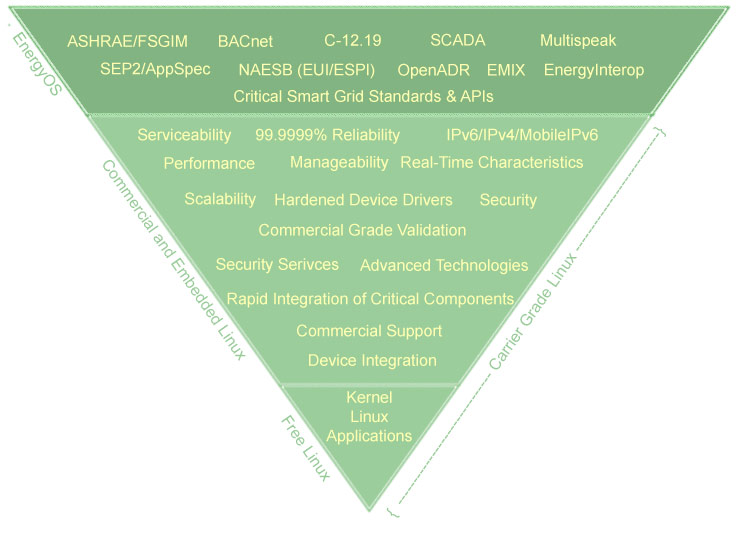 ASHRAE/FSGIM BACnet C-12.19 SCADA Multispeak
SEP2/AppSpec NAESB (EUI/ESPI) OpenADR EMIX EnergyInterop
Critical Smart Grid Standards & APIs
EnergyOS
Serviceability 99.9999% Reliability IPv6/IPv4/MobileIPv6
Performance Manageability Real-Time Characteristics
Scalability Hardened Device Drivers Security
Commercial Grade Validation
Security Serivces Advanced Technologies
Rapid Integration of Critical Components
Commercial Support
Device Integration
Commercial and Embedded Linux
Carrier Grade Linux
Kernel
Linux
Applications
Free Linux